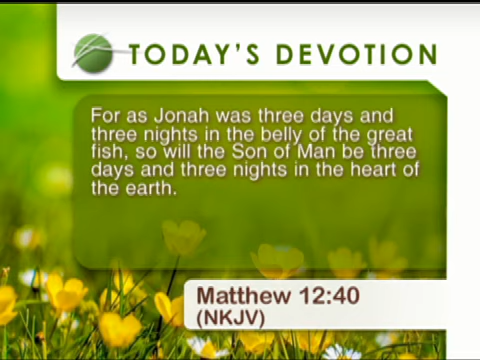 TODAY'S DEVOTION
For as Jonah was three days and
three nights in the belly of the great
fish, so will the Son of Man be three
days and three nights in the heart of
the earth.
Matthew 12:40
(NKJV)